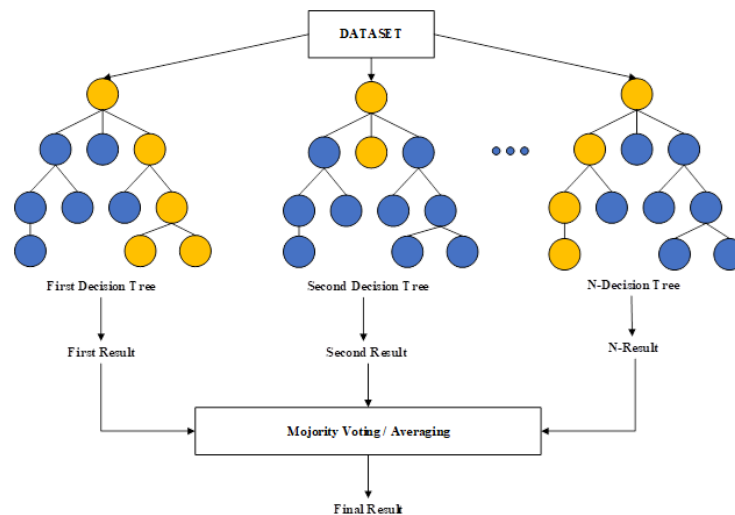 DATASET
First Decision Tree
Second Decision Tree
N-Decision Tree
First Result
Second Result
N-Result
Mojority Voting / Averaging
Final Result